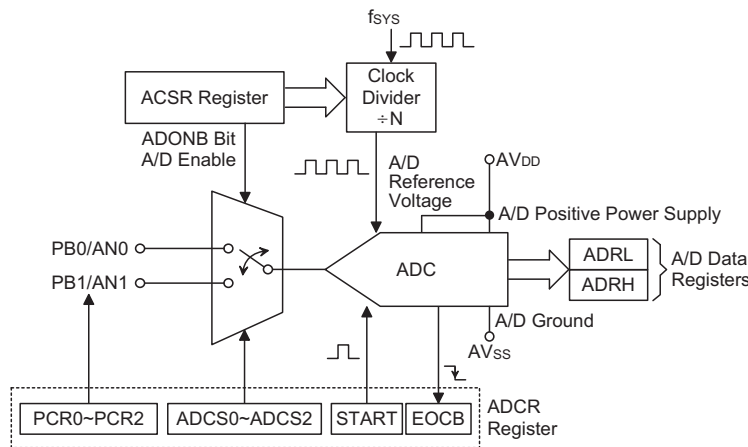 fSYS
Clock
Divider
÷N
ACSR Register
ADONB Bit
A/D Enable
A/D
Reference
Voltage
AVDD
A/D Positive Power Supply
PB0/AN0
PB1/AN1
ADC
ADRL
ADRH
A/D Data
Registers
A/D Ground
AVSS
PCR0~PCR2
ADCS0~ADCS2
START
EOCB
ADCR
Register